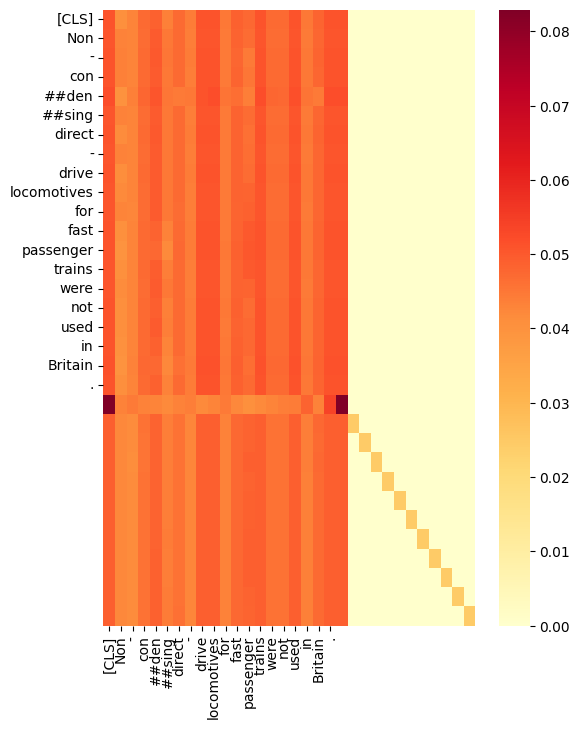 [CLS]
Non
-
con
##den
##sing
direct
-
drive
locomotives
for
fast
passenger
trains
were
not
used
in
Britain
.
0.08
0.07
0.06
0.05
0.04
0.03
0.02
0.01
0.00
[CLS]
Non
-
con
##den
##sing
direct
-
drive
locomotives
for
fast
passenger
trains
were
not
used
in
Britain
.